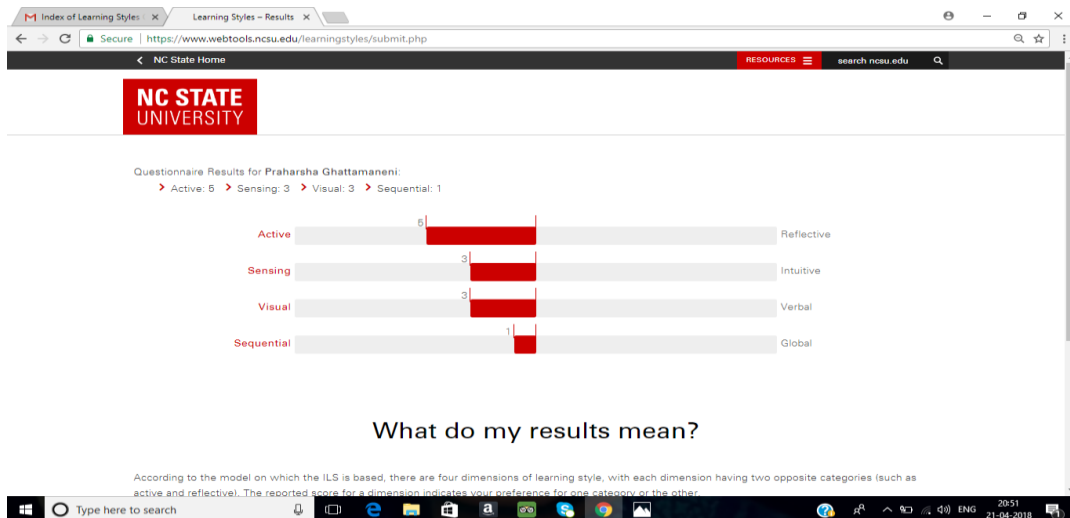 Index of Learning Styles
Learning Styles – Results
Secure | https://www.webtools.ncsu.edu/learningstyles/submit.php
NC State Home
RESOURCES
search ncsu.edu
NC STATE
UNIVERSITY
Questionnaire Results for Praharsha Ghattamaneni:
Active: 5 Sensing: 3 Visual: 3 Sequential: 1
5
Active Reflective
3
Sensing Intuitive
3
Visual Verbal
1
Sequential Global
What do my results mean?
According to the model on which the ILS is based, there are four dimensions of learning style, with each dimension having two opposite categories (such as
active and reflective). The reported score for a dimension indicates your preference for one category or the other.
Type here to search
ENG
20:51
21-04-2018